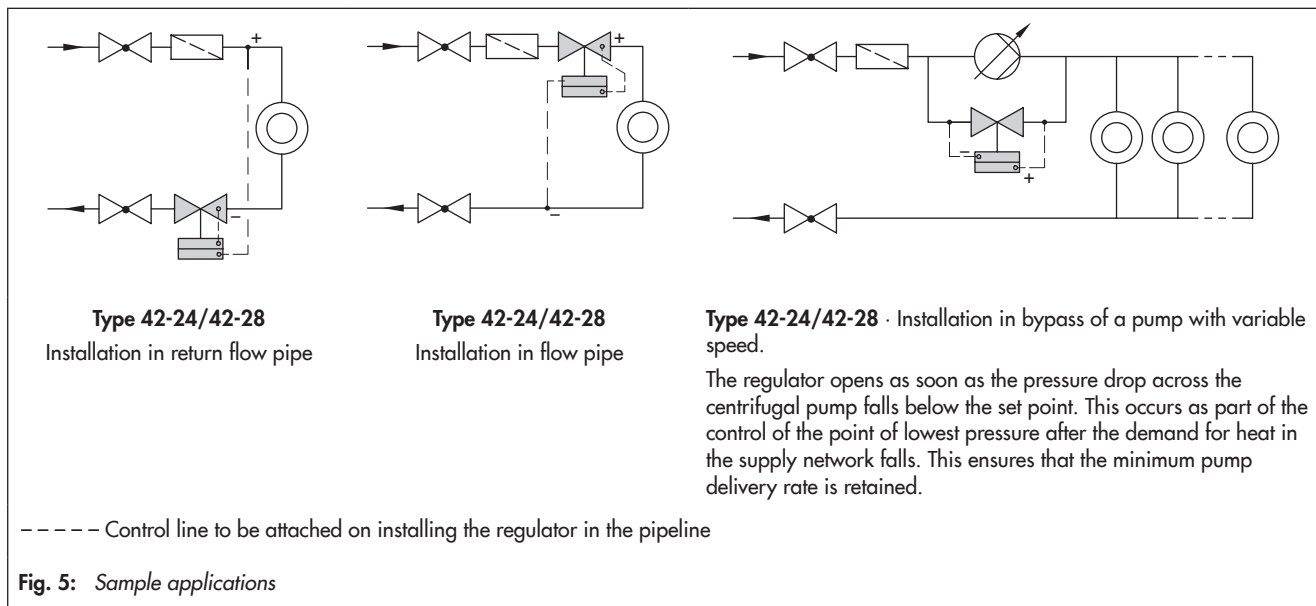 +
−
+
−
−
+
Type 42-24/42-28
Installation in return flow pipe
Type 42-24/42-28
Installation in flow pipe
Type 42-24/42-28 · Installation in bypass of a pump with variable
speed.
The regulator opens as soon as the pressure drop across the
centrifugal pump falls below the set point. This occurs as part of the
control of the point of lowest pressure after the demand for heat in
the supply network falls. This ensures that the minimum pump
delivery rate is retained.
Control line to be attached on installing the regulator in the pipeline
Fig. 5: Sample applications